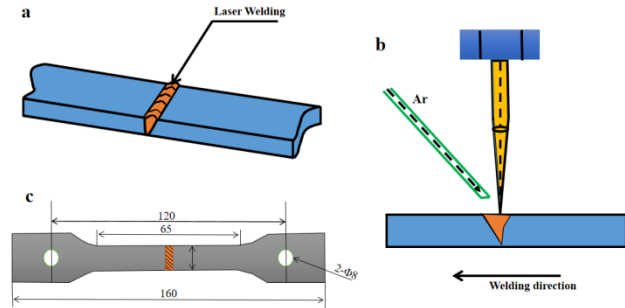 a
Laser Welding
b
Ar
c
120
65
2-Φ8
160
Welding direction